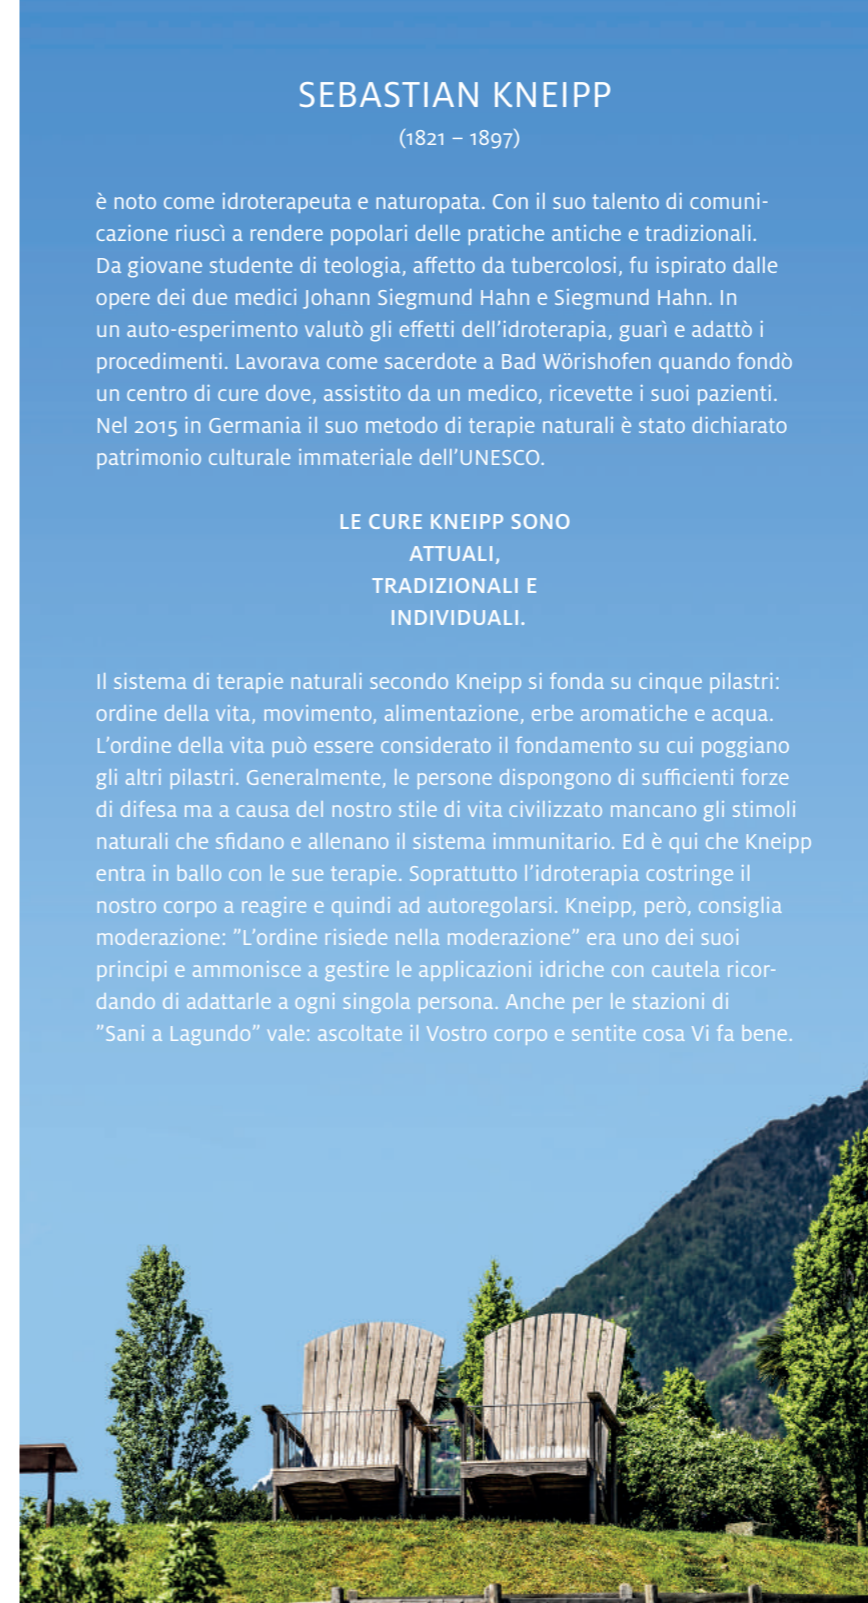 SEBASTIAN KNEIPP
(1821 – 1897)
è noto come idroterapeuta e naturopata. Con il suo talento di comuni-
cazione riuscì a rendere popolari delle pratiche antiche e tradizionali.
Da giovane studente di teologia, affetto da tubercolosi, fu ispirato dalle
opere dei due medici Johann Siegmund Hahn e Siegmund Hahn. In
un auto-esperimento valutò gli effetti dell’idroterapia, guarì e adattò i
procedimenti. Lavorava come sacerdote a Bad Wörishofen quando fondò
un centro di cure dove, assistito da un medico, ricevette i suoi pazienti.
Nel 2015 in Germania il suo metodo di terapie naturali è stato dichiarato
patrimonio culturale immateriale dell’UNESCO.
LE CURE KNEIPP SONO
ATTUALI,
TRADIZIONALI E
INDIVIDUALI.
Il sistema di terapie naturali secondo Kneipp si fonda su cinque pilastri:
ordine della vita, movimento, alimentazione, erbe aromatiche e acqua.
L’ordine della vita può essere considerato il fondamento su cui poggiano
gli altri pilastri. Generalmente, le persone dispongono di sufficienti forze
di difesa ma a causa del nostro stile di vita civilizzato mancano gli stimoli
naturali che sfidano e allenano il sistema immunitario. Ed è qui che Kneipp
entra in ballo con le sue terapie. Soprattutto l’idroterapia costringe il
nostro corpo a reagire e quindi ad autoregolarsi. Kneipp, però, consiglia
moderazione: ”L’ordine risiede nella moderazione” era uno dei suoi
principi e ammonisce a gestire le applicazioni idriche con cautela ricor-
dando di adattarle a ogni singola persona. Anche per le stazioni di
”Sani a Lagundo” vale: ascoltate il Vostro corpo e sentite cosa Vi fa bene.